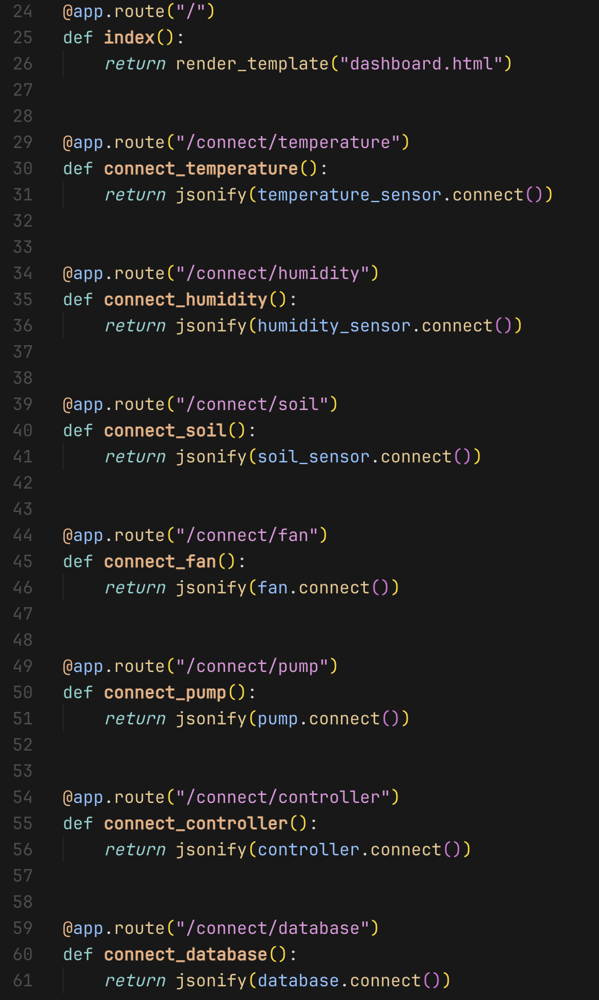 24 @app.route("/")
25 def index():
26     return render_template("dashboard.html")
27
28
29 @app.route("/connect/temperature")
30 def connect_temperature():
31     return jsonify(temperature_sensor.connect())
32
33
34 @app.route("/connect/humidity")
35 def connect_humidity():
36     return jsonify(humidity_sensor.connect())
37
38
39 @app.route("/connect/soil")
40 def connect_soil():
41     return jsonify(soil_sensor.connect())
42
43
44 @app.route("/connect/fan")
45 def connect_fan():
46     return jsonify(fan.connect())
47
48
49 @app.route("/connect/pump")
50 def connect_pump():
51     return jsonify(pump.connect())
52
53
54 @app.route("/connect/controller")
55 def connect_controller():
56     return jsonify(controller.connect())
57
58
59 @app.route("/connect/database")
60 def connect_database():
61     return jsonify(database.connect())